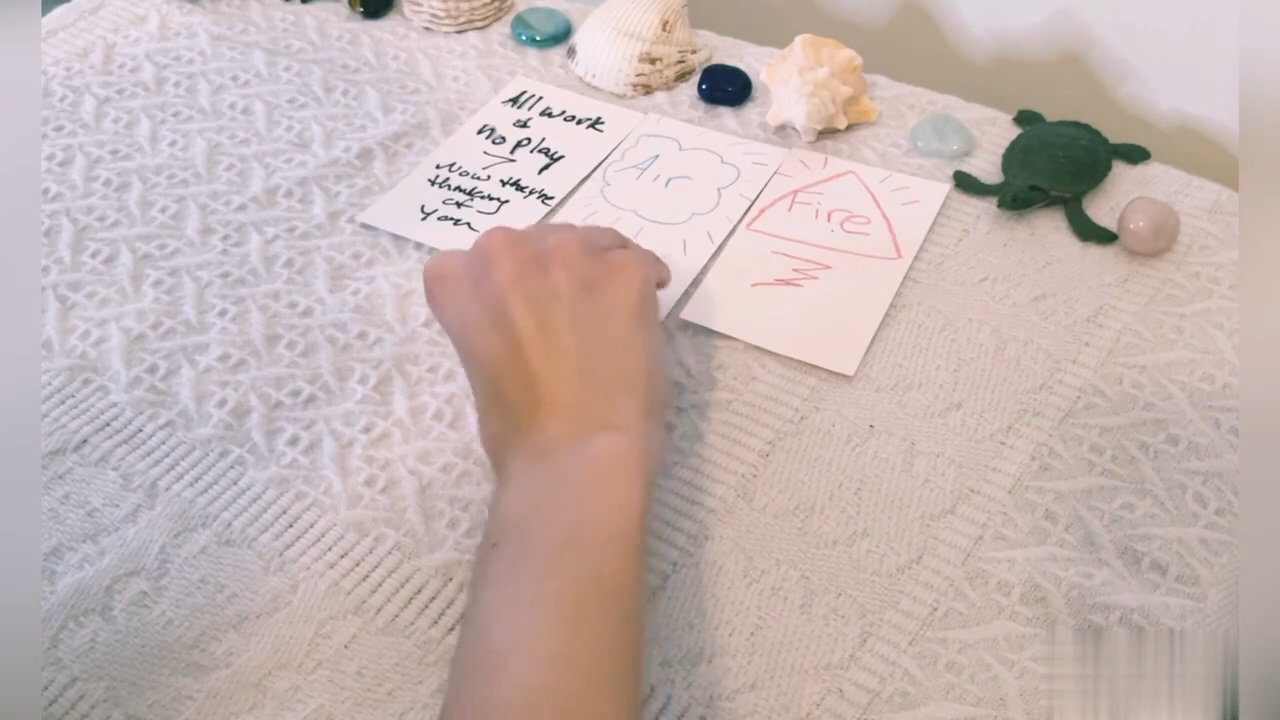 All work
&
no play
Now they're
thinking
of
you
Air
Fire